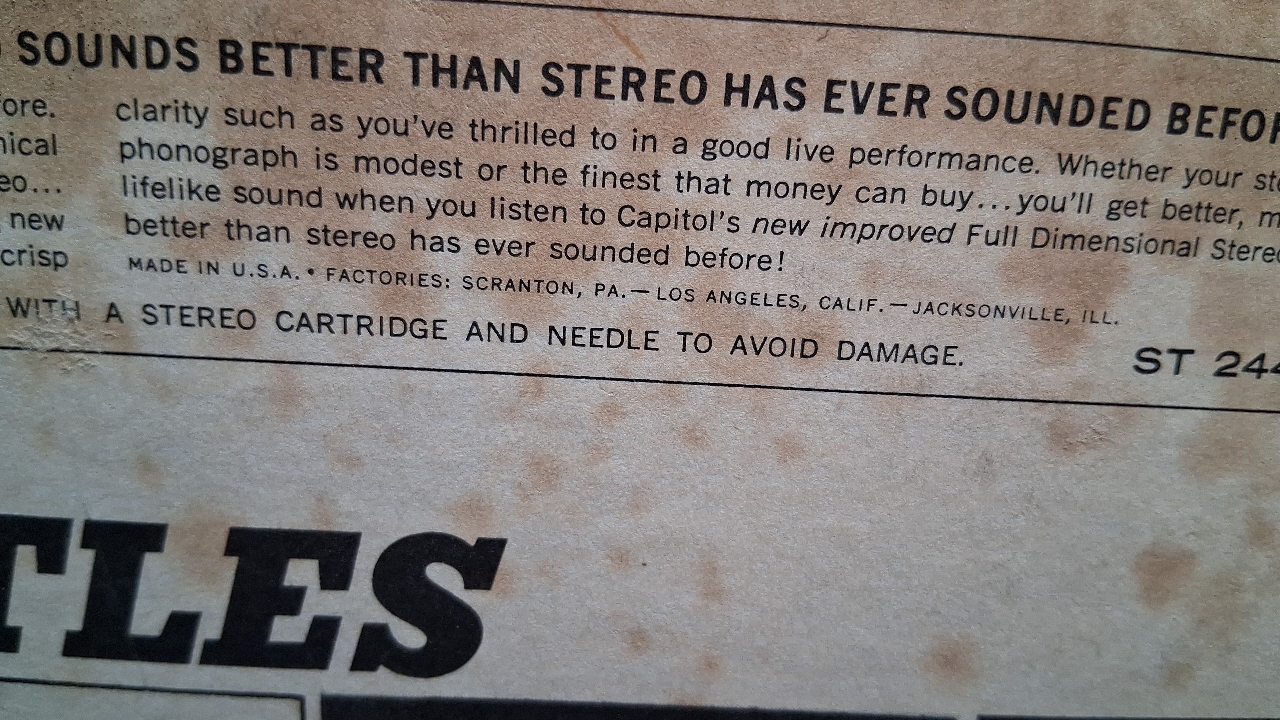 SOUNDS BETTER THAN STEREO HAS EVER SOUNDED BEFOR
ore. clarity such as you've thrilled to in a good live performance. Whether your ste
nical phonograph is modest or the finest that money can buy...you'll get better, m
eo... lifelike sound when you listen to Capitol's new improved Full Dimensional Stereo
new better than stereo has ever sounded before!
crisp MADE IN U.S.A. • FACTORIES: SCRANTON, PA.—LOS ANGELES, CALIF.—JACKSONVILLE, ILL.
WITH A STEREO CARTRIDGE AND NEEDLE TO AVOID DAMAGE.
ST 244
TLES